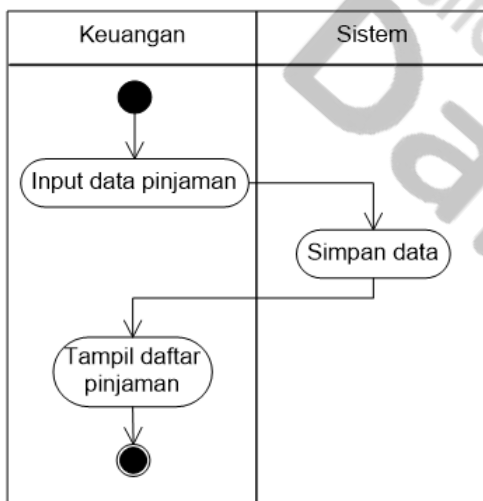 Keuangan
Sistem
Input data pinjaman
Simpan data
Tampil daftar
pinjaman